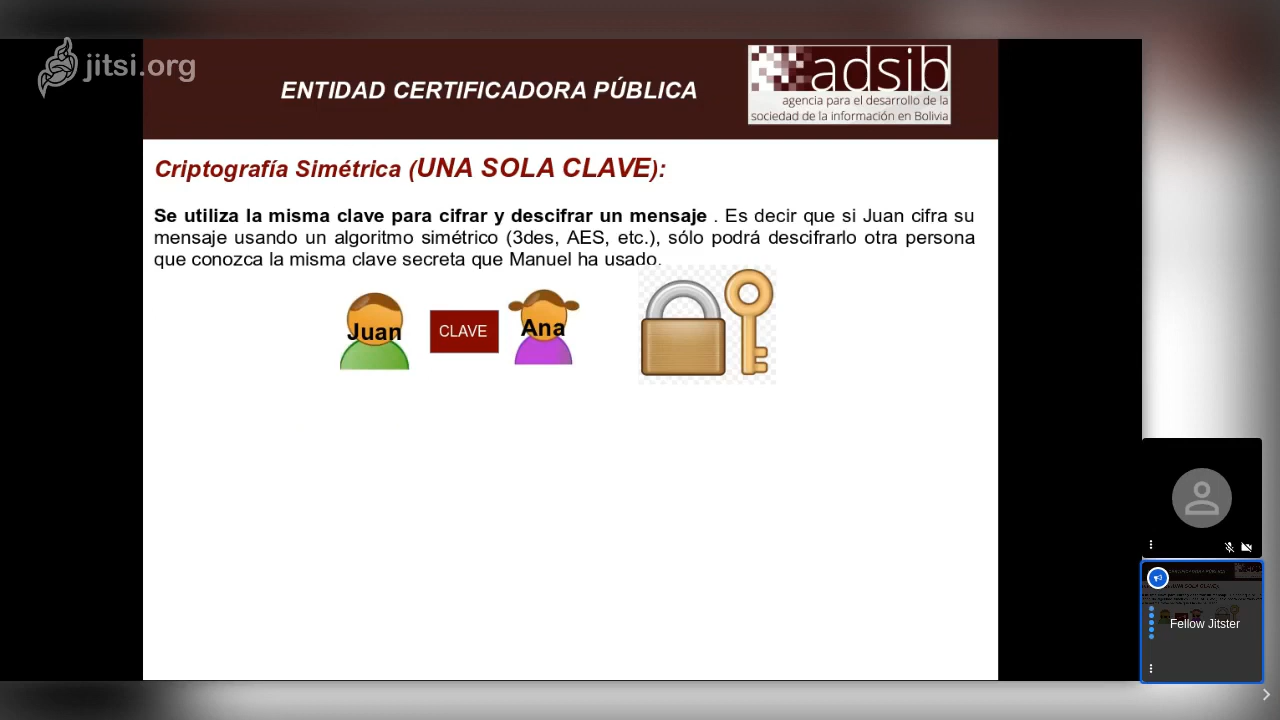 jitsi.org
ENTIDAD CERTIFICADORA PÚBLICA
adsib
agencia para el desarrollo de la
sociedad de la información en Bolivia
Criptografía Simétrica (UNA SOLA CLAVE):
Se utiliza la misma clave para cifrar y descifrar un mensaje . Es decir que si Juan cifra su
mensaje usando un algoritmo simétrico (3des, AES, etc.), sólo podrá descifrarlo otra persona
que conozca la misma clave secreta que Manuel ha usado.
Juan
CLAVE
Ana
Fellow Jitster